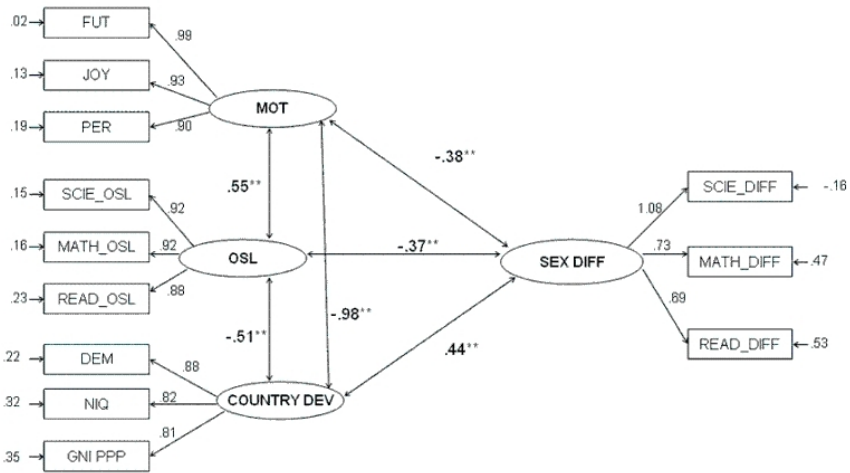 .02 FUT
.99
.13 JOY
.93
MOT
.19 PER
.90
-.38**
.15 SCIE_OSL
.55**
SCIE_DIFF -.16
.92
1.08
.16 MATH_OSL .92
OSL
-.37**
SEX DIFF
.73
MATH_DIFF .47
.23 READ_OSL
.88
.69
-.98**
-.51**
READ_DIFF .53
.44**
.22 DEM
.88
.32 NIQ .82
COUNTRY DEV
.81
.35 GNI PPP